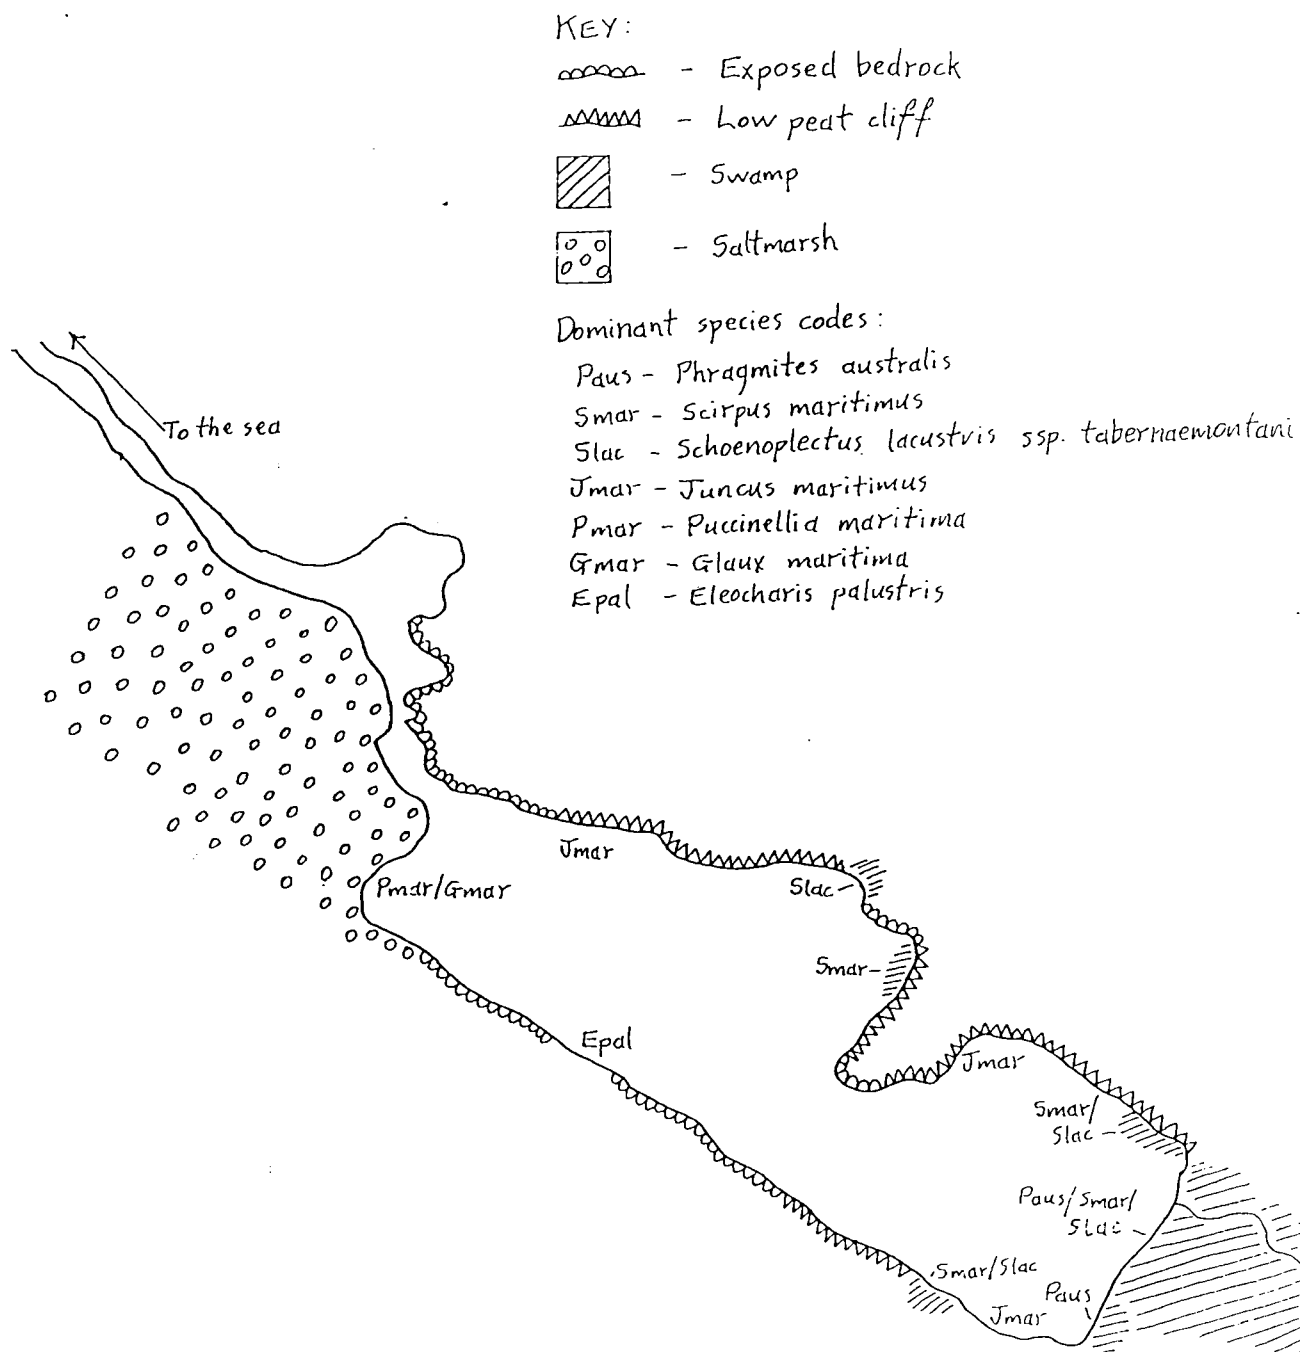 KEY:
- Exposed bedrock
- Low peat cliff
- Swamp
- Saltmarsh
Dominant species codes:
Paus - Phragmites australis
Smar - Scirpus maritimus
Slac - Schoenoplectus lacustris ssp. tabernaemontani
Jmar - Juncus maritimus
Pmar - Puccinellia maritima
Gmar - Glaux maritima
Epal - Eleocharis palustris
To the sea
Jmar
Pmar/Gmar
Slac
Smar
Epal
Jmar
Smar/
Slac
Paus/Smar/
Slac
Smar/Slac
Paus
Jmar